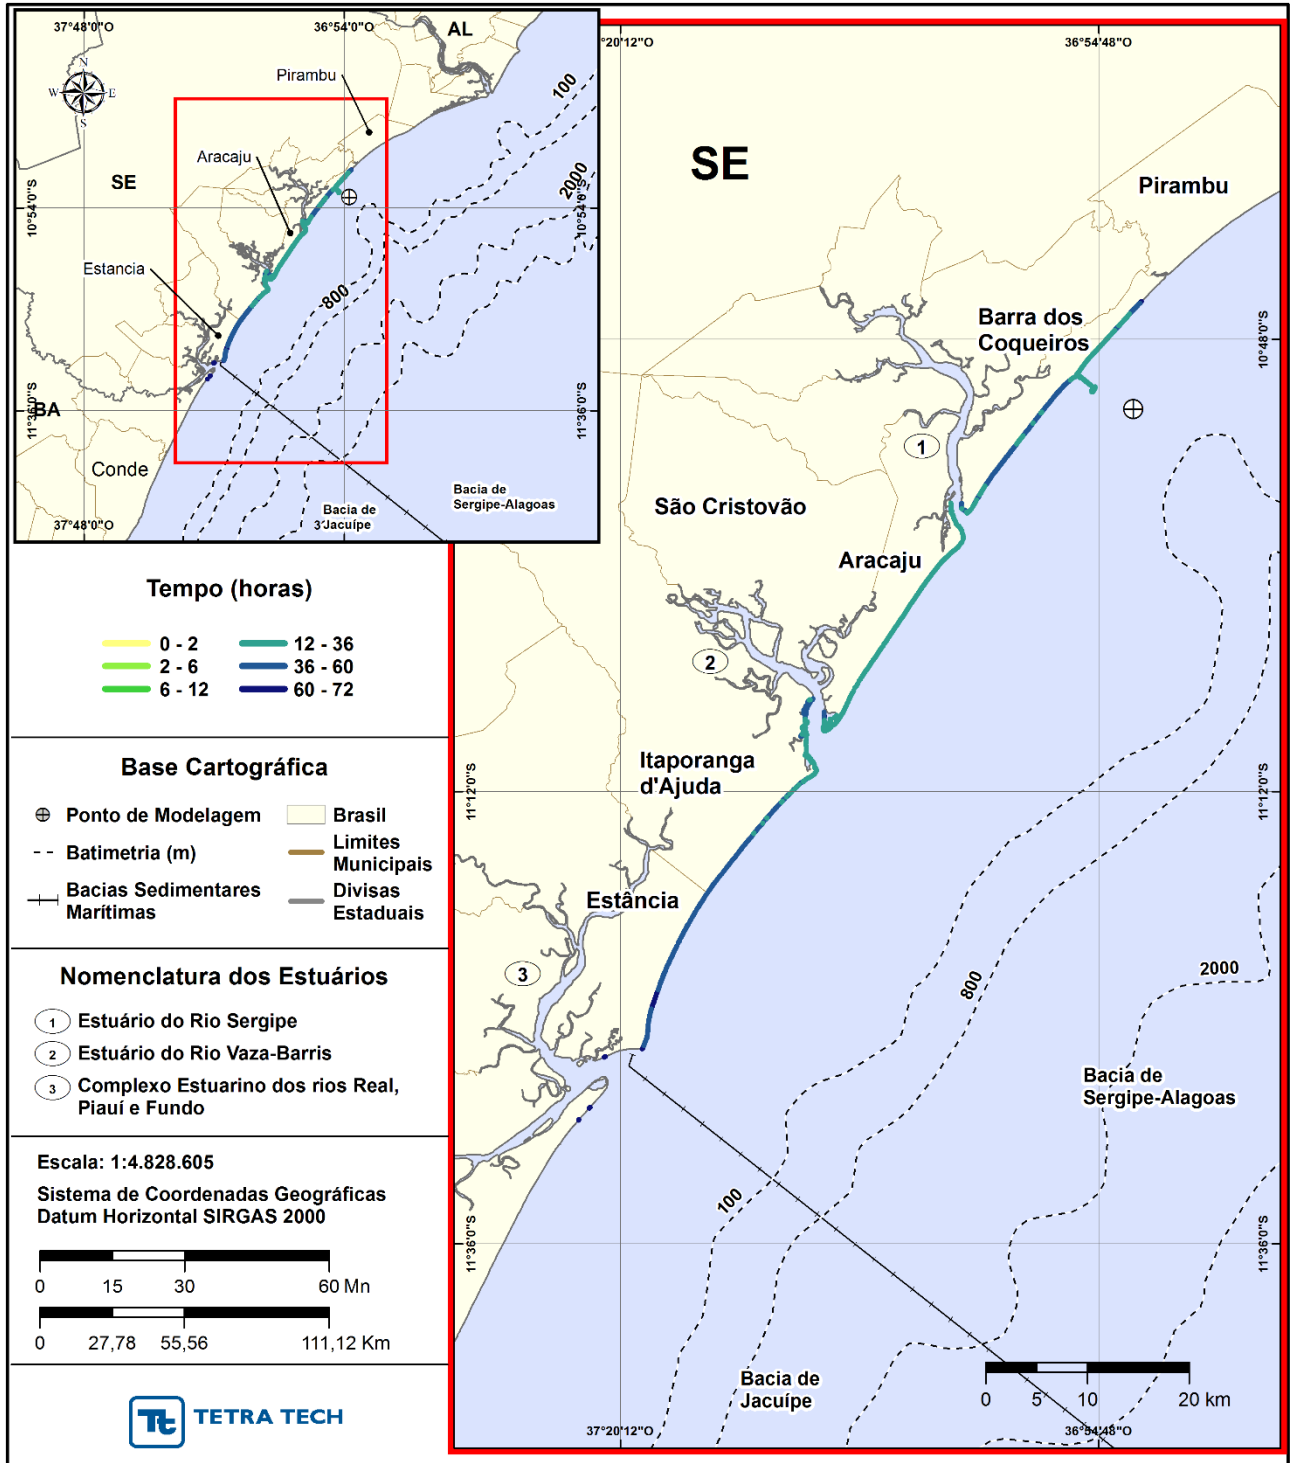 37°48'0"O
36°54'0"O
AL
100
Pirambu
N
W
E
S
Aracaju
2000
SE
10°54'0"S
10°54'0"S
Estancia
800
BA
11°36'0"S
11°36'0"S
Conde
Bacia de
Sergipe-Alagoas
Bacia de
Jacuípe
37°48'0"O
°20'12"O
36°54'48"O
SE
Pirambu
Barra dos
Coqueiros
10°48'0"S
1
São Cristovão
Aracaju
2
Itaporanga
d'Ajuda
11°12'0"S
11°12'0"S
Estância
3
2000
800
Bacia de
Sergipe-Alagoas
100
11°36'0"S
11°36'0"S
Bacia de
Jacuípe
0 5 10 20 km
37°20'12"O
36°54'48"O
Tempo (horas)
0 - 2
12 - 36
2 - 6
36 - 60
6 - 12
60 - 72
Base Cartográfica
Ponto de Modelagem
Brasil
Batimetria (m)
Limites
Municipais
Bacias Sedimentares
Marítimas
Divisas
Estaduais
Nomenclatura dos Estuários
1 Estuário do Rio Sergipe
2 Estuário do Rio Vaza-Barris
3 Complexo Estuarino dos rios Real,
Piauí e Fundo
Escala: 1:4.828.605
Sistema de Coordenadas Geográficas
Datum Horizontal SIRGAS 2000
0 15 30 60 Mn
0 27,78 55,56 111,12 Km
Tt TETRA TECH